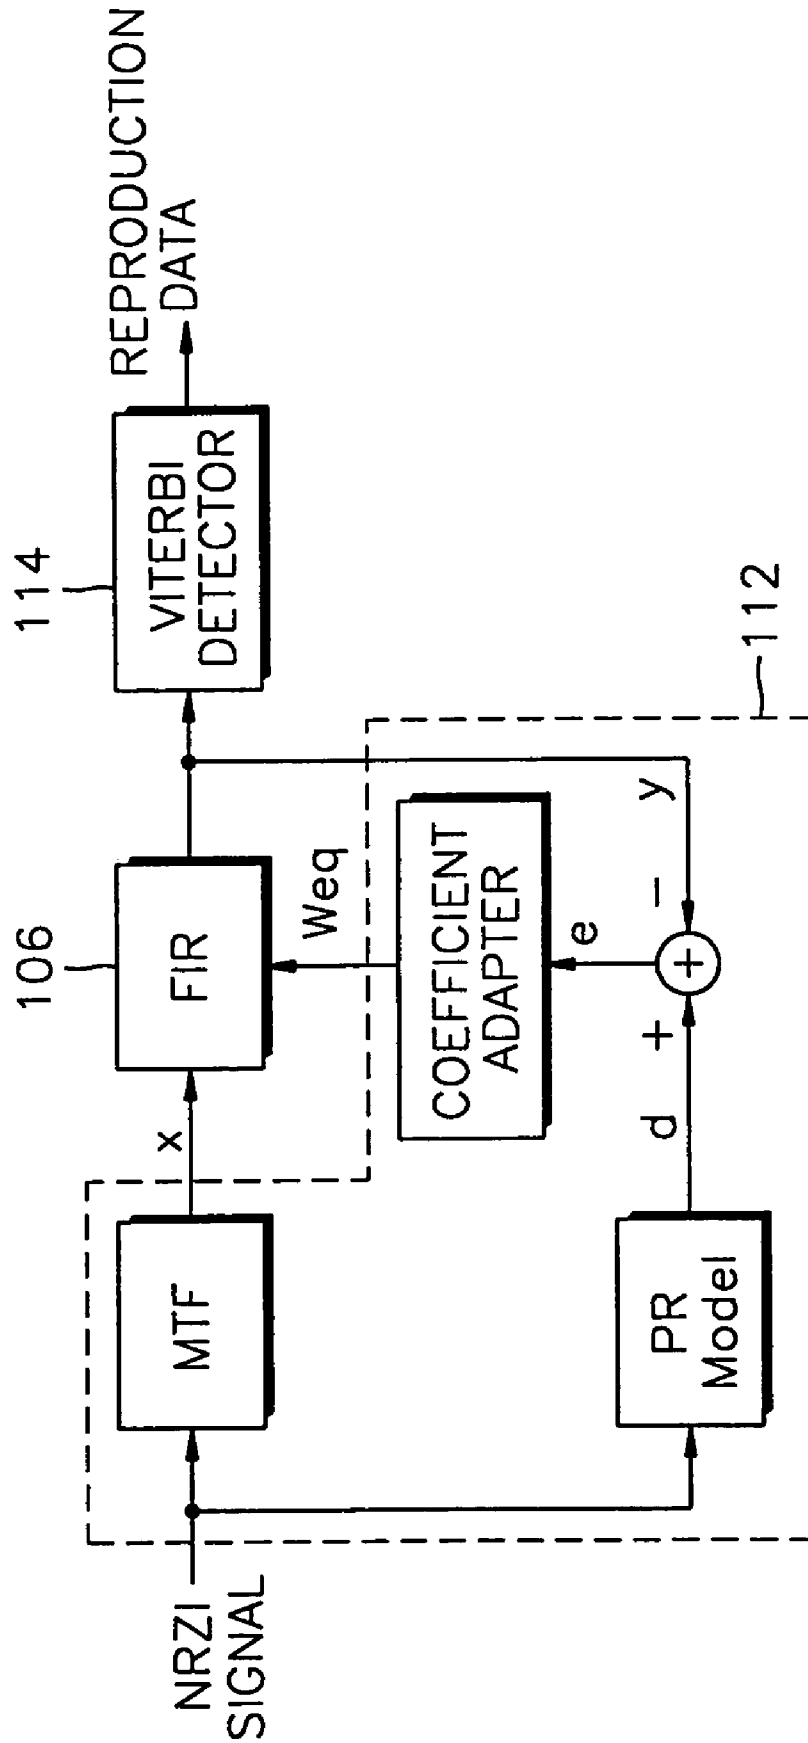 NRZI
SIGNAL
MTF
x
106
FIR
Weq
114
VITERBI
DETECTOR
REPRODUCTION
DATA
COEFFICIENT
ADAPTER
e
PR
Model
d
+
+
−
y
112